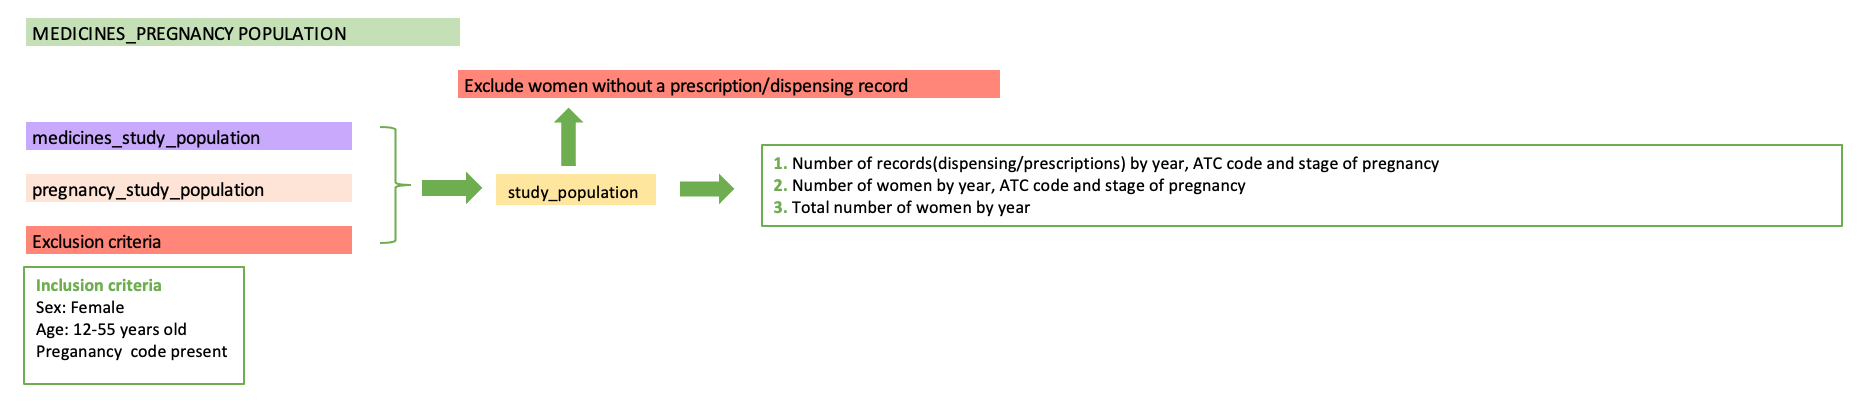 MEDICINES_PREGNANCY POPULATION
Exclude women without a prescription/dispensing record
medicines_study_population
pregnancy_study_population
Exclusion criteria
Inclusion criteria
Sex: Female
Age: 12-55 years old
Preganancy  code present
study_population
1. Number of records(dispensing/prescriptions) by year, ATC code and stage of pregnancy
2. Number of women by year, ATC code and stage of pregnancy
3. Total number of women by year